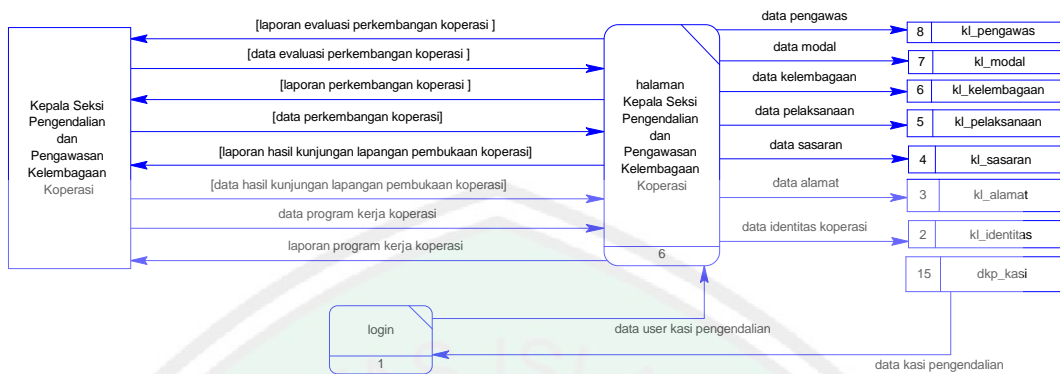 [laporan evaluasi perkembangan koperasi ]
[data evaluasi perkembangan koperasi ]
[laporan perkembangan koperasi ]
[data perkembangan koperasi]
[laporan hasil kunjungan lapangan pembukaan koperasi]
[data hasil kunjungan lapangan pembukaan koperasi]
data program kerja koperasi
laporan program kerja koperasi
Kepala Seksi
Pengendalian
dan
Pengawasan
Kelembagaan
Koperasi
halaman
Kepala Seksi
Pengendalian
dan
Pengawasan
Kelembagaan
Koperasi
6
data pengawas
data modal
data kelembagaan
data pelaksanaan
data sasaran
data alamat
data identitas koperasi
8 kl_pengawas
7 kl_modal
6 kl_kelembagaan
5 kl_pelaksanaan
4 kl_sasaran
3 kl_alamat
2 kl_identitas
15 dkp_kasi
login
1
data user kasi pengendalian
data kasi pengendalian